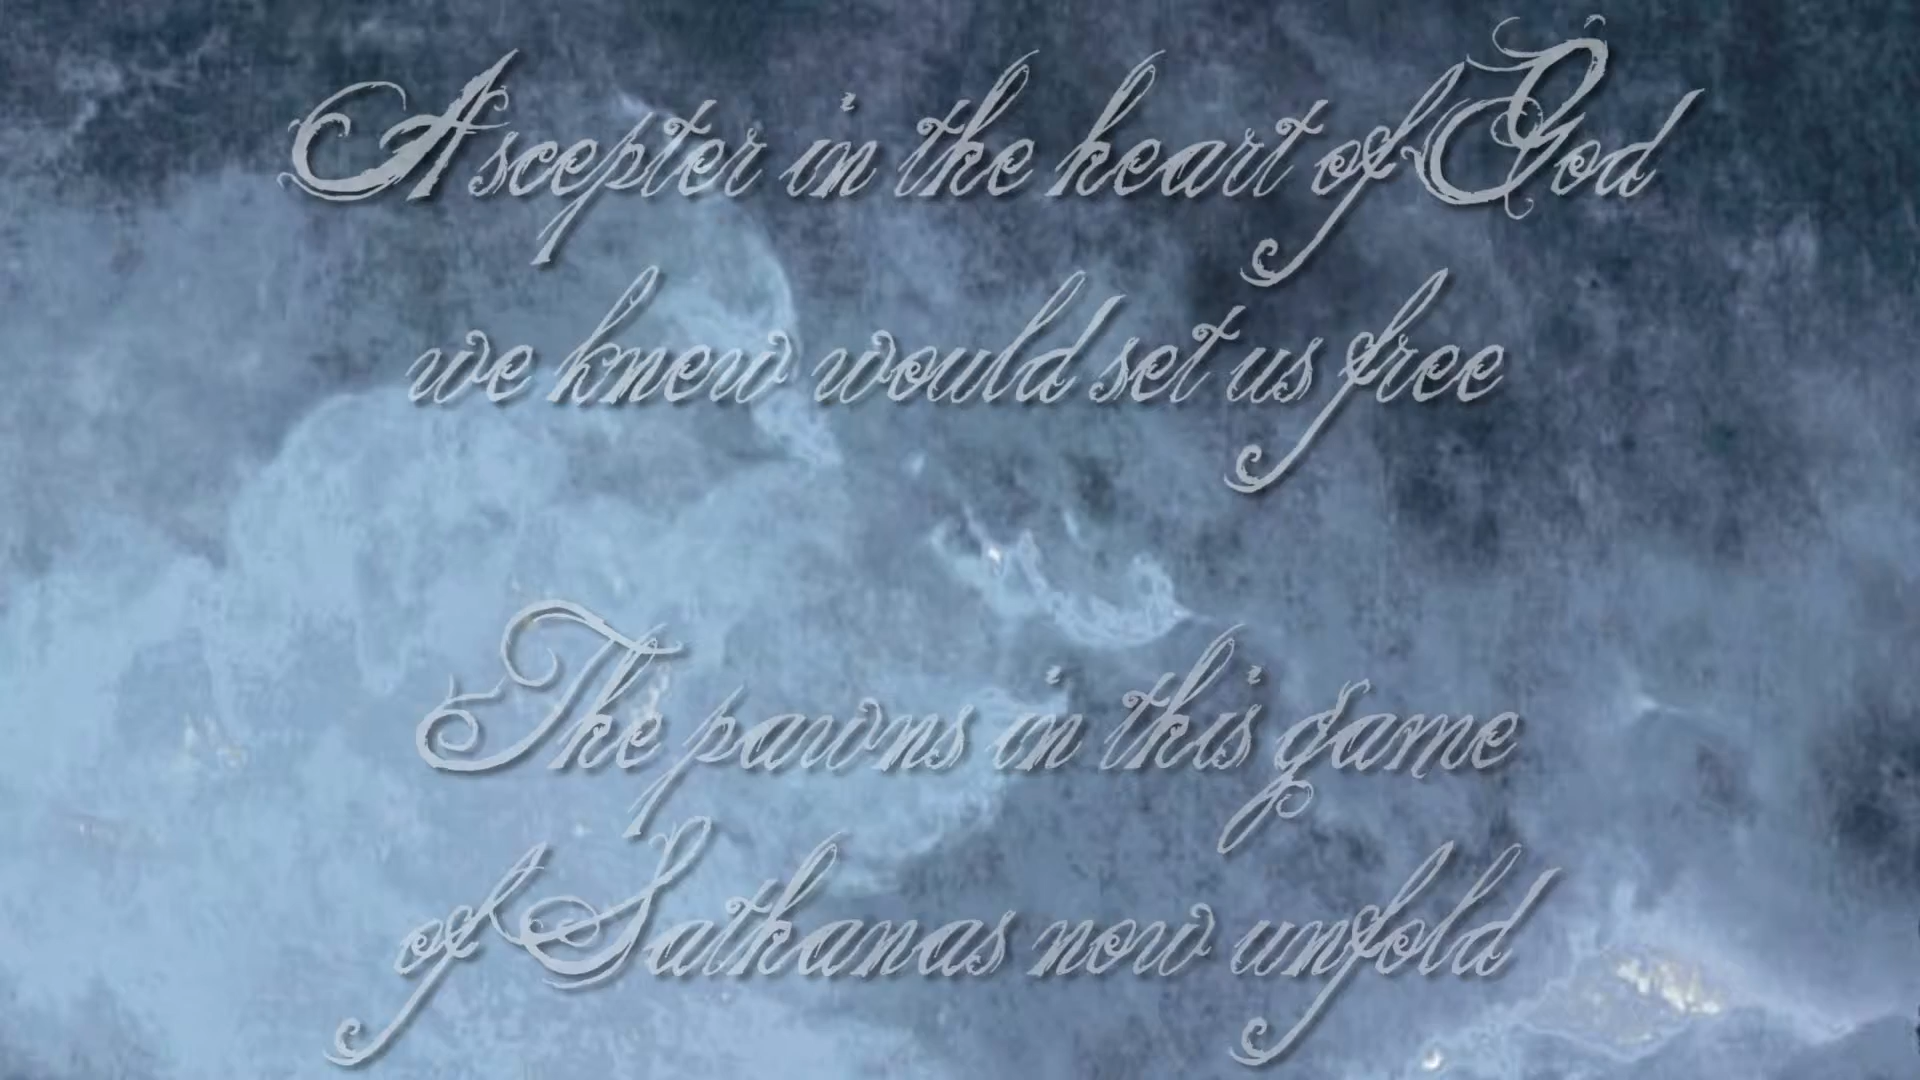 A scepter in the heart of God
we knew would set us free
The pawns in this game
of Sathanas now unfold